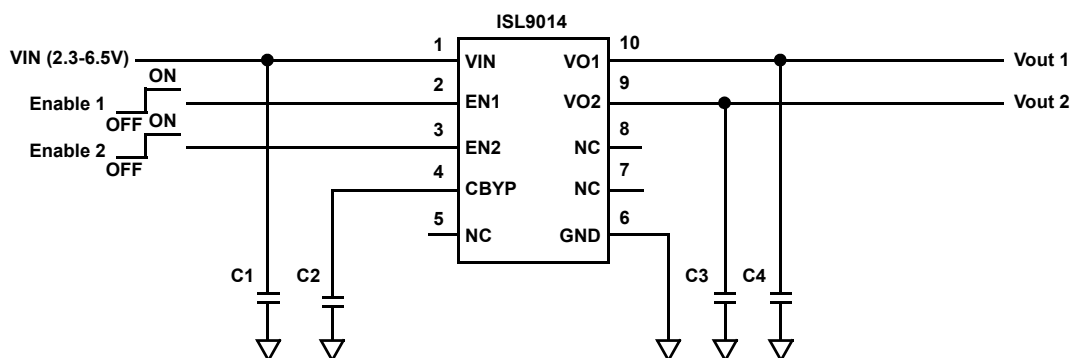 ISL9014
VIN (2.3-6.5V)
1
VIN
VO1
10
Vout 1
ON
Enable 1
OFF
2
EN1
VO2
9
Vout 2
ON
Enable 2
OFF
3
EN2
NC
8
4
CBYP
NC
7
5
NC
GND
6
C1
C2
C3
C4